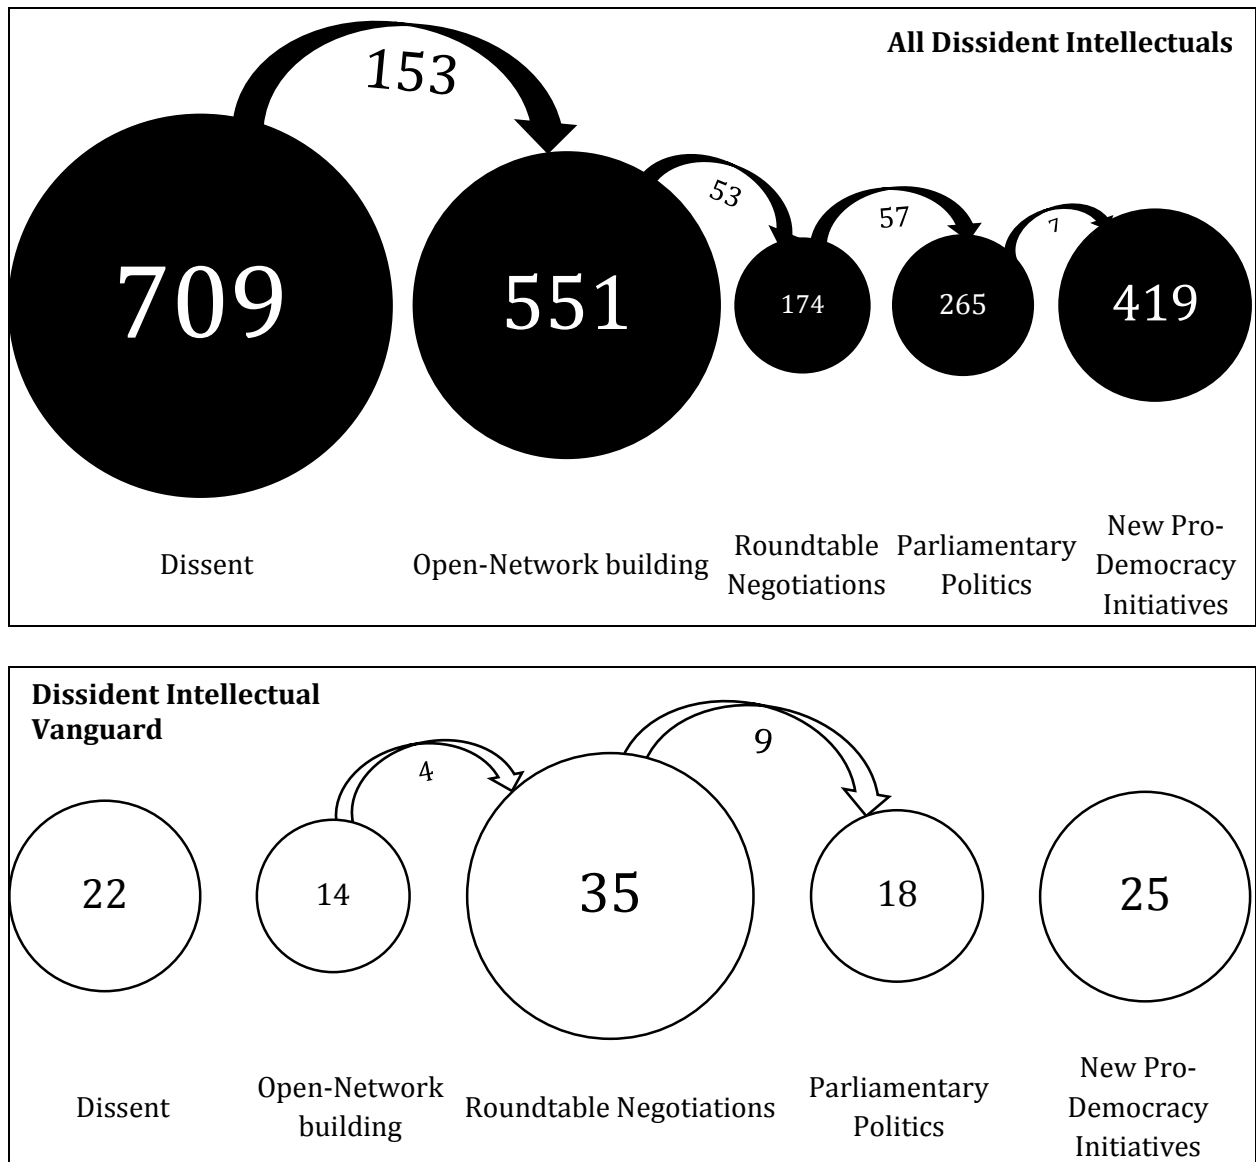 All Dissident Intellectuals
153
53
57
7
709
551
174
265
419
Dissent
Open-Network building
Roundtable
Negotiations
Parliamentary
Politics
New Pro-
Democracy
Initiatives
Dissident Intellectual
Vanguard
4
9
22
14
35
18
25
Dissent
Open-Network
building
Roundtable Negotiations
Parliamentary
Politics
New Pro-
Democracy
Initiatives